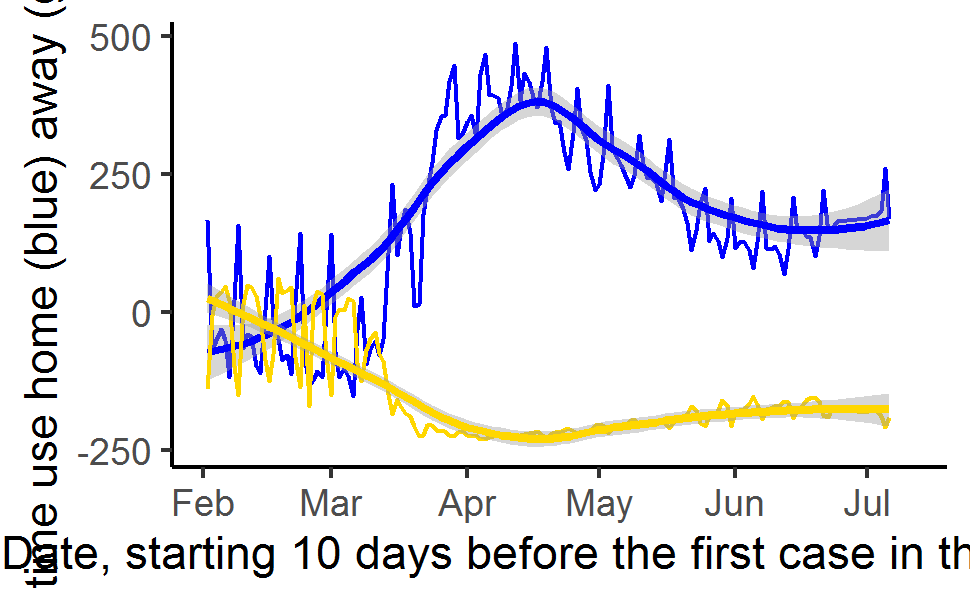 500
250
0
-250
Feb Mar Apr May Jun Jul
time use home (blue) away (
Date, starting 10 days before the first case in th